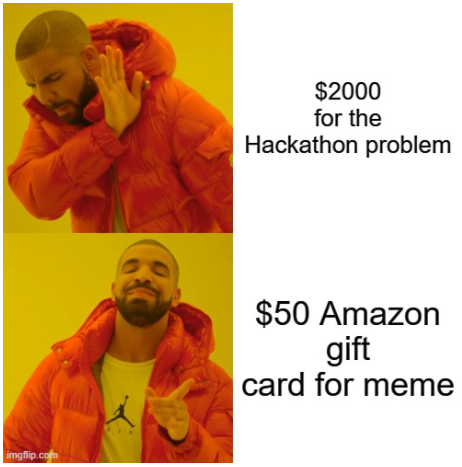 $2000
for the
Hackathon problem
$50 Amazon
gift
card for meme
imgflip.com